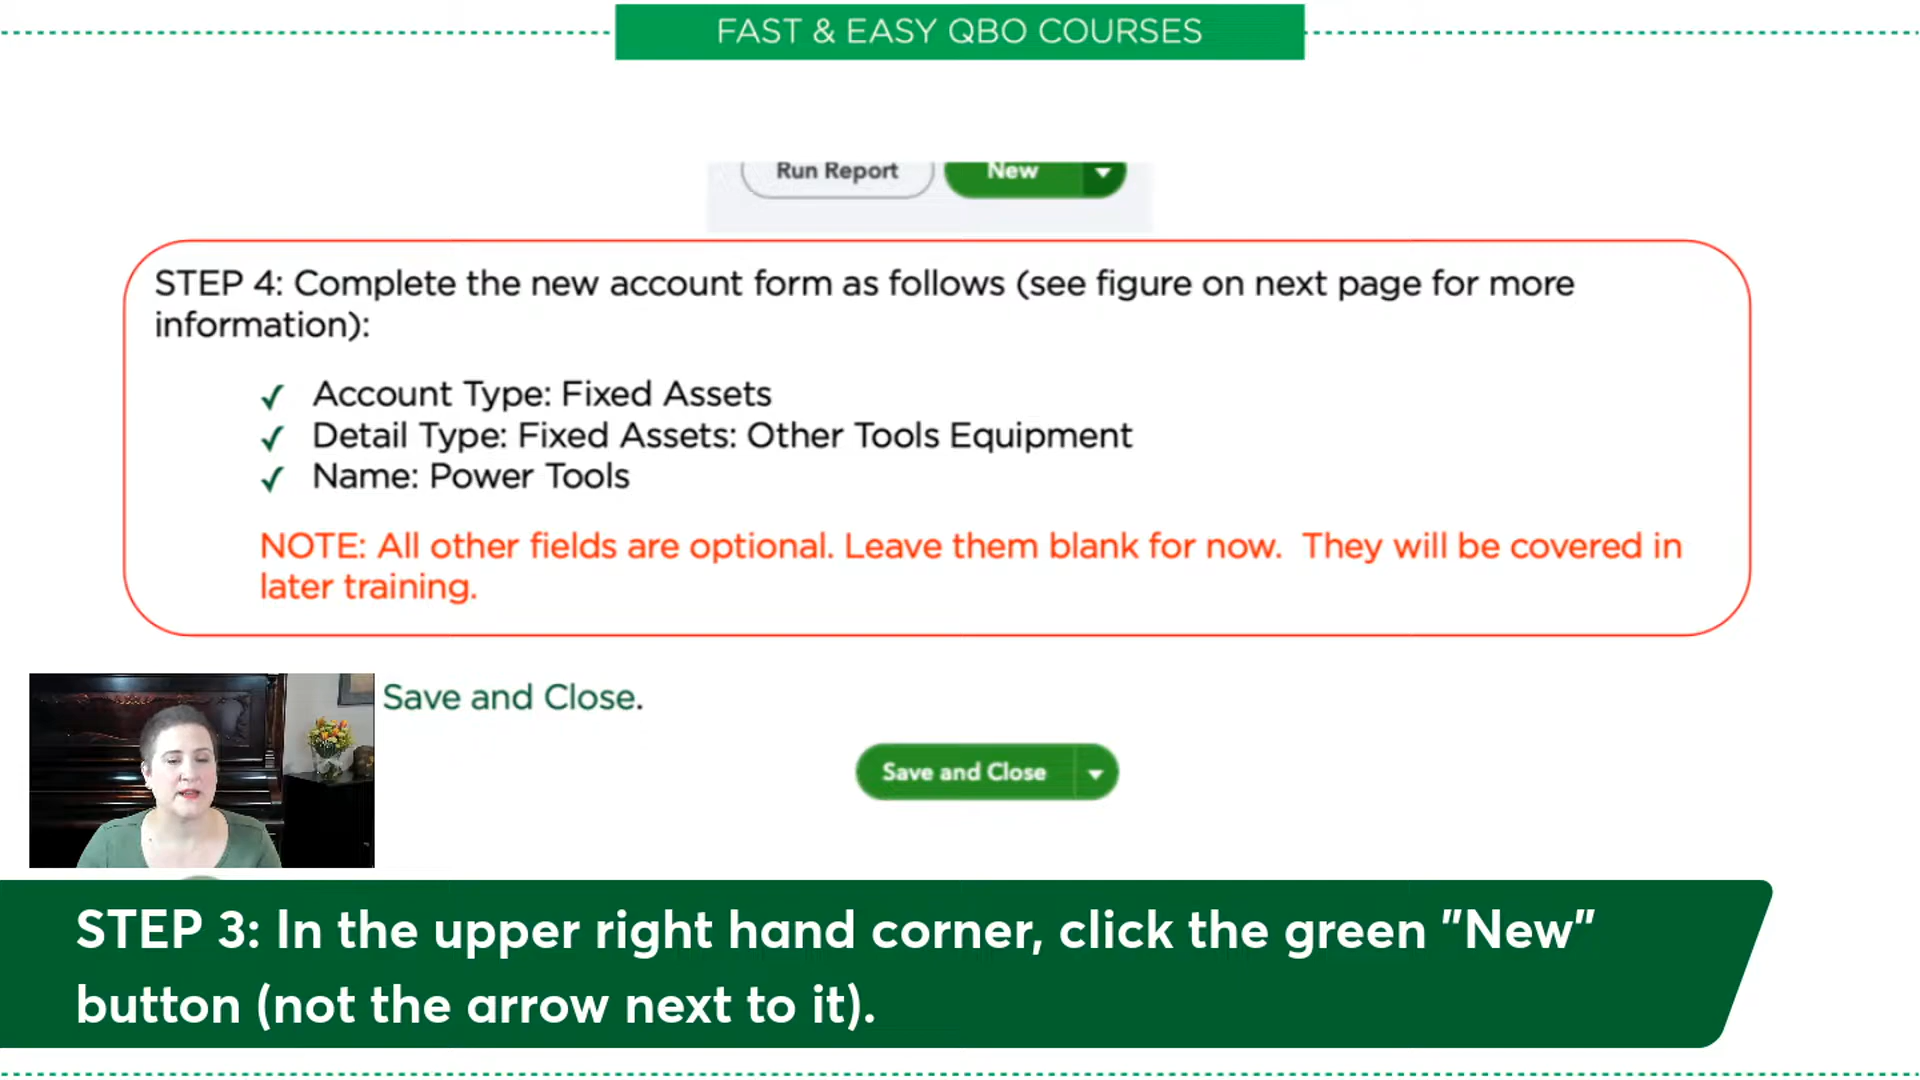 FAST & EASY QBO COURSES
Run Report
New
STEP 4: Complete the new account form as follows (see figure on next page for more
information):
✓ Account Type: Fixed Assets
✓ Detail Type: Fixed Assets: Other Tools Equipment
✓ Name: Power Tools
NOTE: All other fields are optional. Leave them blank for now. They will be covered in
later training.
Save and Close.
Save and Close
STEP 3: In the upper right hand corner, click the green "New"
button (not the arrow next to it).